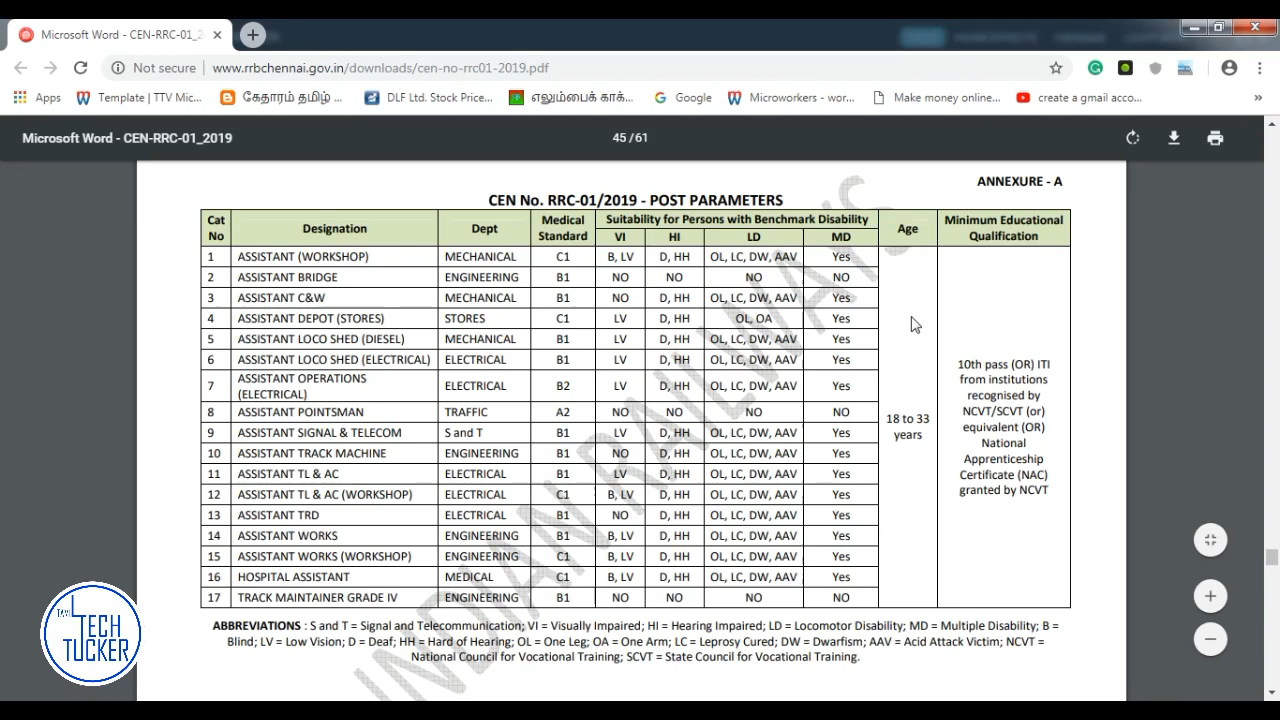 Microsoft Word - CEN-RRC-01_2
Not secure www.rrbchennai.gov.in/downloads/cen-no-rrc01-2019.pdf
Apps Template | TTV Mic... கேதாரம் தமிழ் ... DLF Ltd. Stock Price... எலும்பைக் காக்... Google Microworkers - wor... Make money online... create a gmail acco... »
Microsoft Word - CEN-RRC-01_2019 45 / 61
ANNEXURE - A
CEN No. RRC-01/2019 - POST PARAMETERS
Cat No Designation Dept Medical Standard Suitability for Persons with Benchmark Disability Age Minimum Educational Qualification
VI HI LD MD
1 ASSISTANT (WORKSHOP) MECHANICAL C1 B, LV D, HH OL, LC, DW, AAV Yes
2 ASSISTANT BRIDGE ENGINEERING B1 NO NO NO NO
3 ASSISTANT C&W MECHANICAL B1 NO D, HH OL, LC, DW, AAV Yes
4 ASSISTANT DEPOT (STORES) STORES C1 LV D, HH OL, OA Yes
5 ASSISTANT LOCO SHED (DIESEL) MECHANICAL B1 LV D, HH OL, LC, DW, AAV Yes
6 ASSISTANT LOCO SHED (ELECTRICAL) ELECTRICAL B1 LV D, HH OL, LC, DW, AAV Yes
7 ASSISTANT OPERATIONS (ELECTRICAL) ELECTRICAL B2 LV D, HH OL, LC, DW, AAV Yes
8 ASSISTANT POINTSMAN TRAFFIC A2 NO NO NO NO
9 ASSISTANT SIGNAL & TELECOM S and T B1 LV D, HH OL, LC, DW, AAV Yes
10 ASSISTANT TRACK MACHINE ENGINEERING B1 NO D, HH OL, LC, DW, AAV Yes
11 ASSISTANT TL & AC ELECTRICAL B1 LV D, HH OL, LC, DW, AAV Yes
12 ASSISTANT TL & AC (WORKSHOP) ELECTRICAL C1 B, LV D, HH OL, LC, DW, AAV Yes
13 ASSISTANT TRD ELECTRICAL B1 NO D, HH OL, LC, DW, AAV Yes
14 ASSISTANT WORKS ENGINEERING B1 B, LV D, HH OL, LC, DW, AAV Yes
15 ASSISTANT WORKS (WORKSHOP) ENGINEERING C1 B, LV D, HH OL, LC, DW, AAV Yes
16 HOSPITAL ASSISTANT MEDICAL C1 B, LV D, HH OL, LC, DW, AAV Yes
17 TRACK MAINTAINER GRADE IV ENGINEERING B1 NO NO NO NO
18 to 33
years
10th pass (OR) ITI
from institutions
recognised by
NCVT/SCVT (or)
equivalent (OR)
National
Apprenticeship
Certificate (NAC)
granted by NCVT
ABBREVIATIONS : S and T = Signal and Telecommunication; VI = Visually Impaired; HI = Hearing Impaired; LD = Locomotor Disability; MD = Multiple Disability; B =
Blind; LV = Low Vision; D = Deaf; HH = Hard of Hearing; OL = One Leg; OA = One Arm; LC = Leprosy Cured; DW = Dwarfism; AAV = Acid Attack Victim; NCVT =
National Council for Vocational Training; SCVT = State Council for Vocational Training.
INDIAN RAILWAYS
TECH
TUCKER